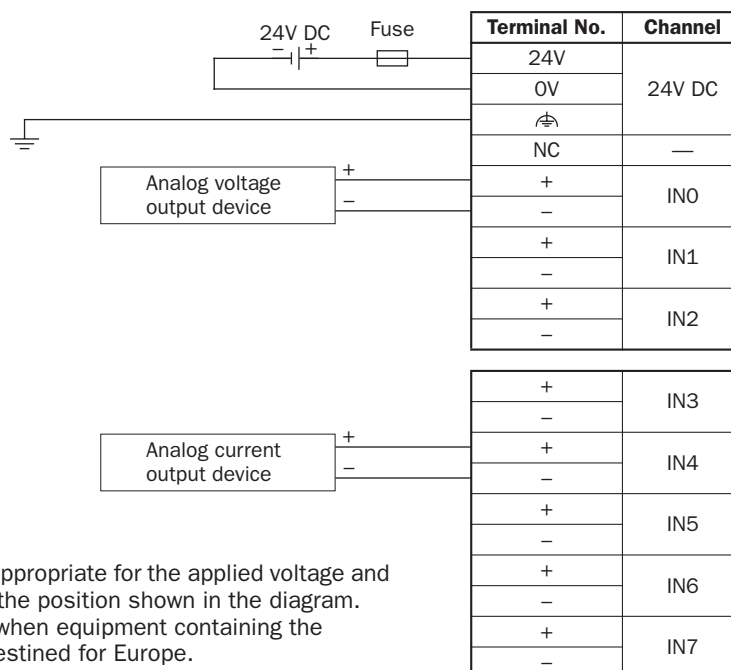 24V DC
Fuse
− +
Terminal No. Channel
24V
0V
24V DC
NC —
Analog voltage
output device
+
−
+
−
IN0
+
−
IN1
+
−
IN2
+
−
IN3
Analog current
output device
+
−
+
−
IN4
+
−
IN5
+
−
IN6
+
−
IN7
ppropriate for the applied voltage and
the position shown in the diagram.
when equipment containing the
estined for Europe.